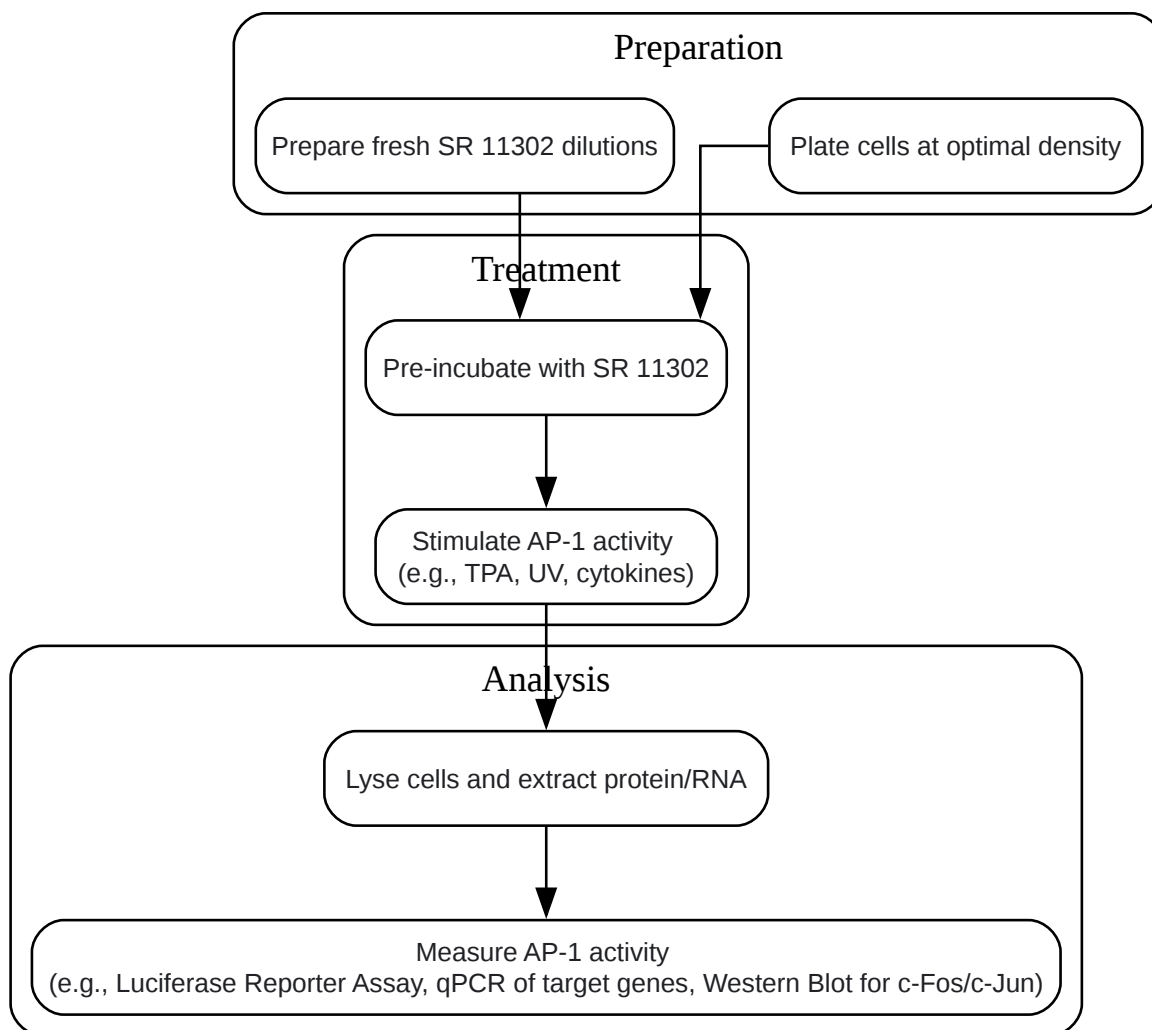 Preparation
Prepare fresh SR 11302 dilutions
Plate cells at optimal density
Treatment
Pre-incubate with SR 11302
Stimulate AP-1 activity
(e.g., TPA, UV, cytokines)
Analysis
Lyse cells and extract protein/RNA
Measure AP-1 activity
(e.g., Luciferase Reporter Assay, qPCR of target genes, Western Blot for c-Fos/c-Jun)